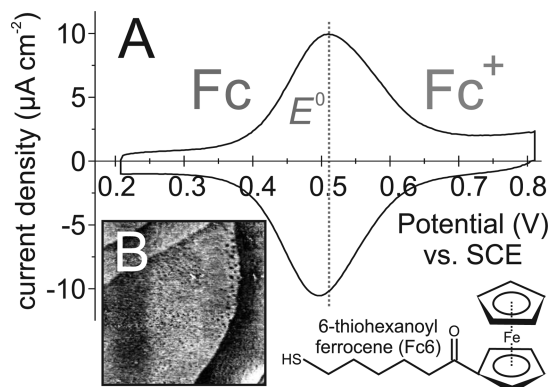 A
Fc
Fc+
E0
10
5
0
-5
-10
current density (µA cm-2)
0.2 0.3 0.4 0.5 0.6 0.7 0.8
Potential (V)
vs. SCE
B
6-thiohexanoyl
ferrocene (Fc6)
HS
O
Fe